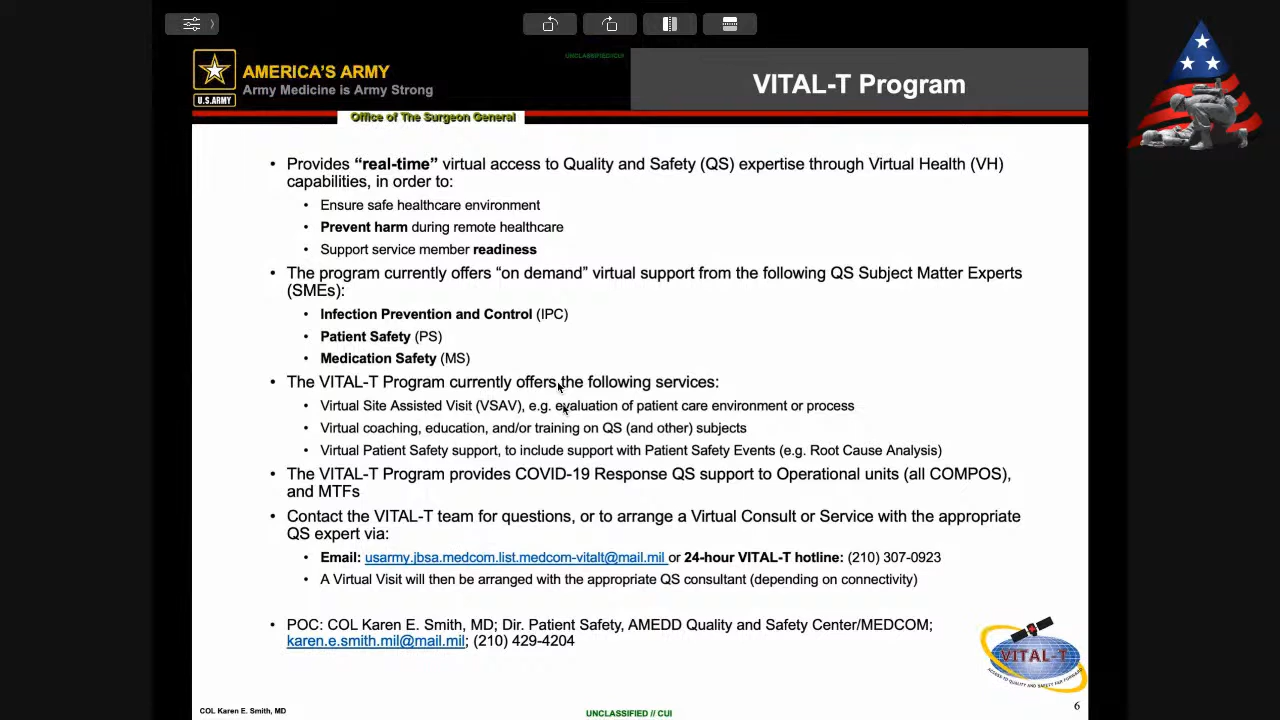 UNCLASSIFIED//CUI
AMERICA'S ARMY
Army Medicine is Army Strong
U.S.ARMY
VITAL-T Program
Office of The Surgeon General
• Provides “real-time” virtual access to Quality and Safety (QS) expertise through Virtual Health (VH)
capabilities, in order to:
• Ensure safe healthcare environment
• Prevent harm during remote healthcare
• Support service member readiness
• The program currently offers “on demand” virtual support from the following QS Subject Matter Experts
(SMEs):
• Infection Prevention and Control (IPC)
• Patient Safety (PS)
• Medication Safety (MS)
• The VITAL-T Program currently offers the following services:
• Virtual Site Assisted Visit (VSAV), e.g. evaluation of patient care environment or process
• Virtual coaching, education, and/or training on QS (and other) subjects
• Virtual Patient Safety support, to include support with Patient Safety Events (e.g. Root Cause Analysis)
• The VITAL-T Program provides COVID-19 Response QS support to Operational units (all COMPOS),
and MTFs
• Contact the VITAL-T team for questions, or to arrange a Virtual Consult or Service with the appropriate
QS expert via:
• Email: usarmy.jbsa.medcom.list.medcom-vitalt@mail.mil or 24-hour VITAL-T hotline: (210) 307-0923
• A Virtual Visit will then be arranged with the appropriate QS consultant (depending on connectivity)
• POC: COL Karen E. Smith, MD; Dir. Patient Safety, AMEDD Quality and Safety Center/MEDCOM;
karen.e.smith.mil@mail.mil; (210) 429-4204
VITAL-T
ACCESS TO QUALITY AND SAFETY FAR FORWARD
COL Karen E. Smith, MD
UNCLASSIFIED // CUI
6